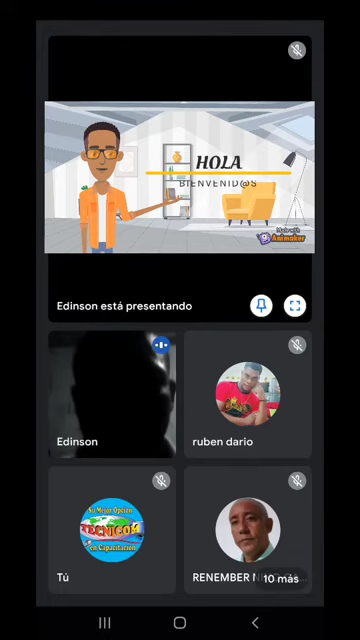 HOLA
BIENVENID@S
Made with
Animaker
Edinson está presentando
Edinson
ruben dario
Su Mejor Opción
TECNICOM
en Capacitación
Tú
RENEMBER
10 más